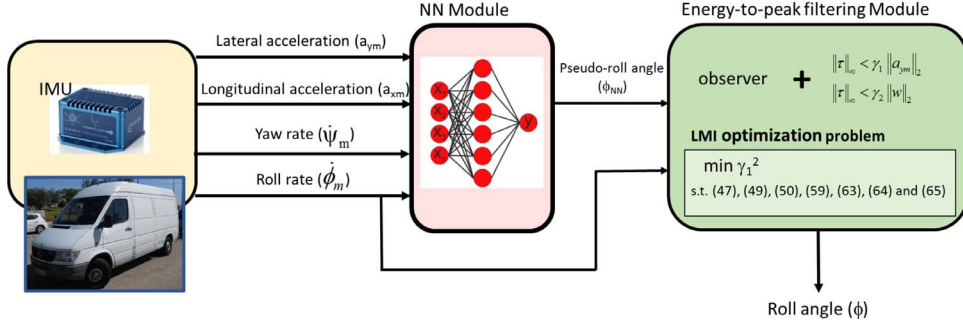 NN Module
Energy-to-peak filtering Module
IMU
Lateral acceleration (a_ym)
Longitudinal acceleration (a_xm)
Yaw rate (ψ̇_m)
Roll rate (φ̇_m)
x
x
x
x
y
Pseudo-roll angle
(ϕ_NN)
observer + ‖τ‖_∞ < γ_1 ‖a_ym‖_2
‖τ‖_∞ < γ_2 ‖w‖_2
LMI optimization problem
min γ_1²
s.t. (47), (49), (50), (59), (63), (64) and (65)
Roll angle (ϕ)